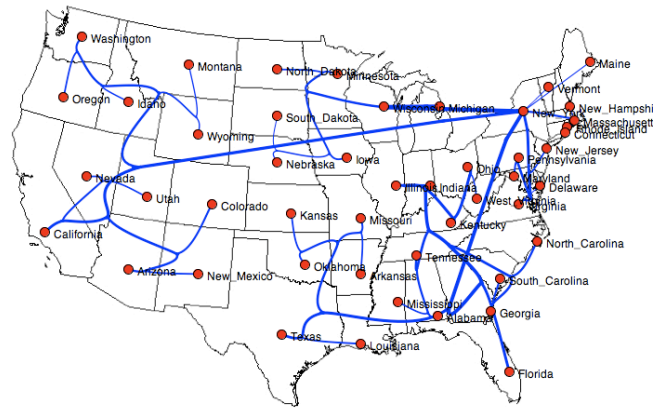 Washington
Maine
Montana
North_Dakota
Minnesota
Vermont
Oregon
Idaho
Wisconsin
Michigan
New_Hampshi
New_
Massachusett
South_Dakota
Rhode_Island
Wyoming
Connecticut
New_Jersey
Nebraska
Iowa
Pennsylvania
Ohio
Nevada
Maryland
Illinois
Indiana
Delaware
Utah
West_Virginia
Virginia
Colorado
Kansas
Missouri
Kentucky
California
North_Carolina
Tennessee
Oklahoma
Arizona
New_Mexico
Arkansas
South_Carolina
Mississippi
Georgia
Alabama
Texas
Louisiana
Florida